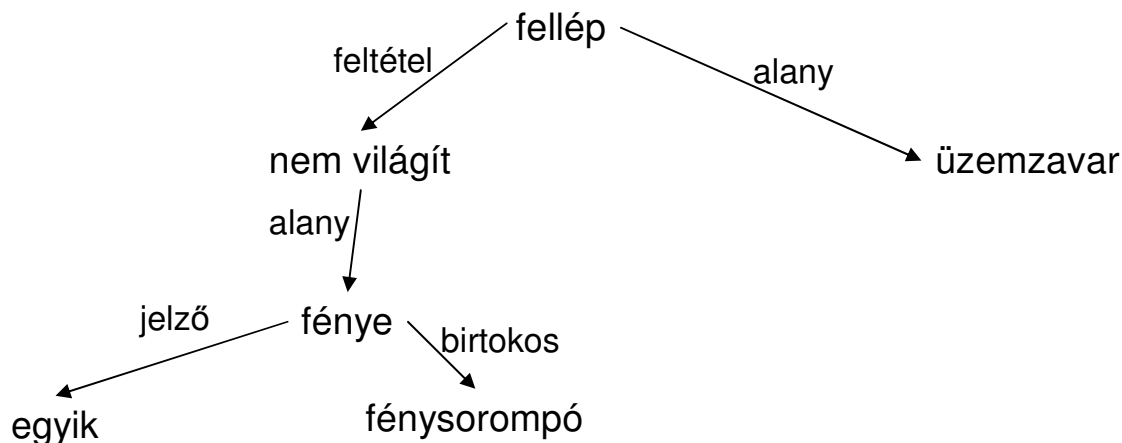 fellép
feltétel
alany
nem világít
üzemzavar
alany
jelző
fénye
birtokos
egyik
fénysorompó